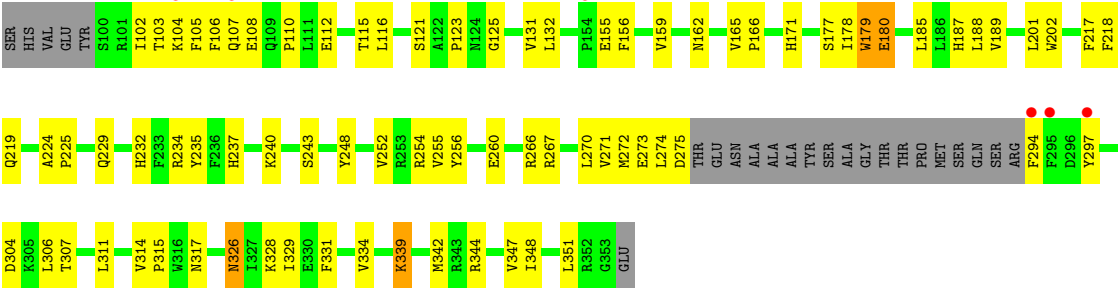 SER HIS VAL GLU TYR S100 R101 I102 T103 K104 F105 F106 Q107 E108 Q109 P110 L111 E112 T115 L116 S121 A122 P123 N124 G125 V131 L132 P154 E155 F156 V159 N162 V165 P166 H171 S177 I178 W179 E180 L185 L186 H187 L188 V189 L201 W202 F217 F218
Q219 A224 P225 Q229 H232 F233 R234 Y235 F236 H237 K240 S243 Y248 V252 R253 R254 V255 Y256 E260 R266 R267 L270 V271 M272 E273 L274 D275 THR GLU ASN ALA ALA ALA TYR SER ALA GLY THR THR PRO MET SER GLN SER ARG F294 F295 D296 Y297
D304 K305 L306 T307 L311 V314 P315 W316 N317 N326 I327 K328 I329 E330 F331 V334 K339 M342 R343 R344 V347 I348 L351 R352 G353 GLU